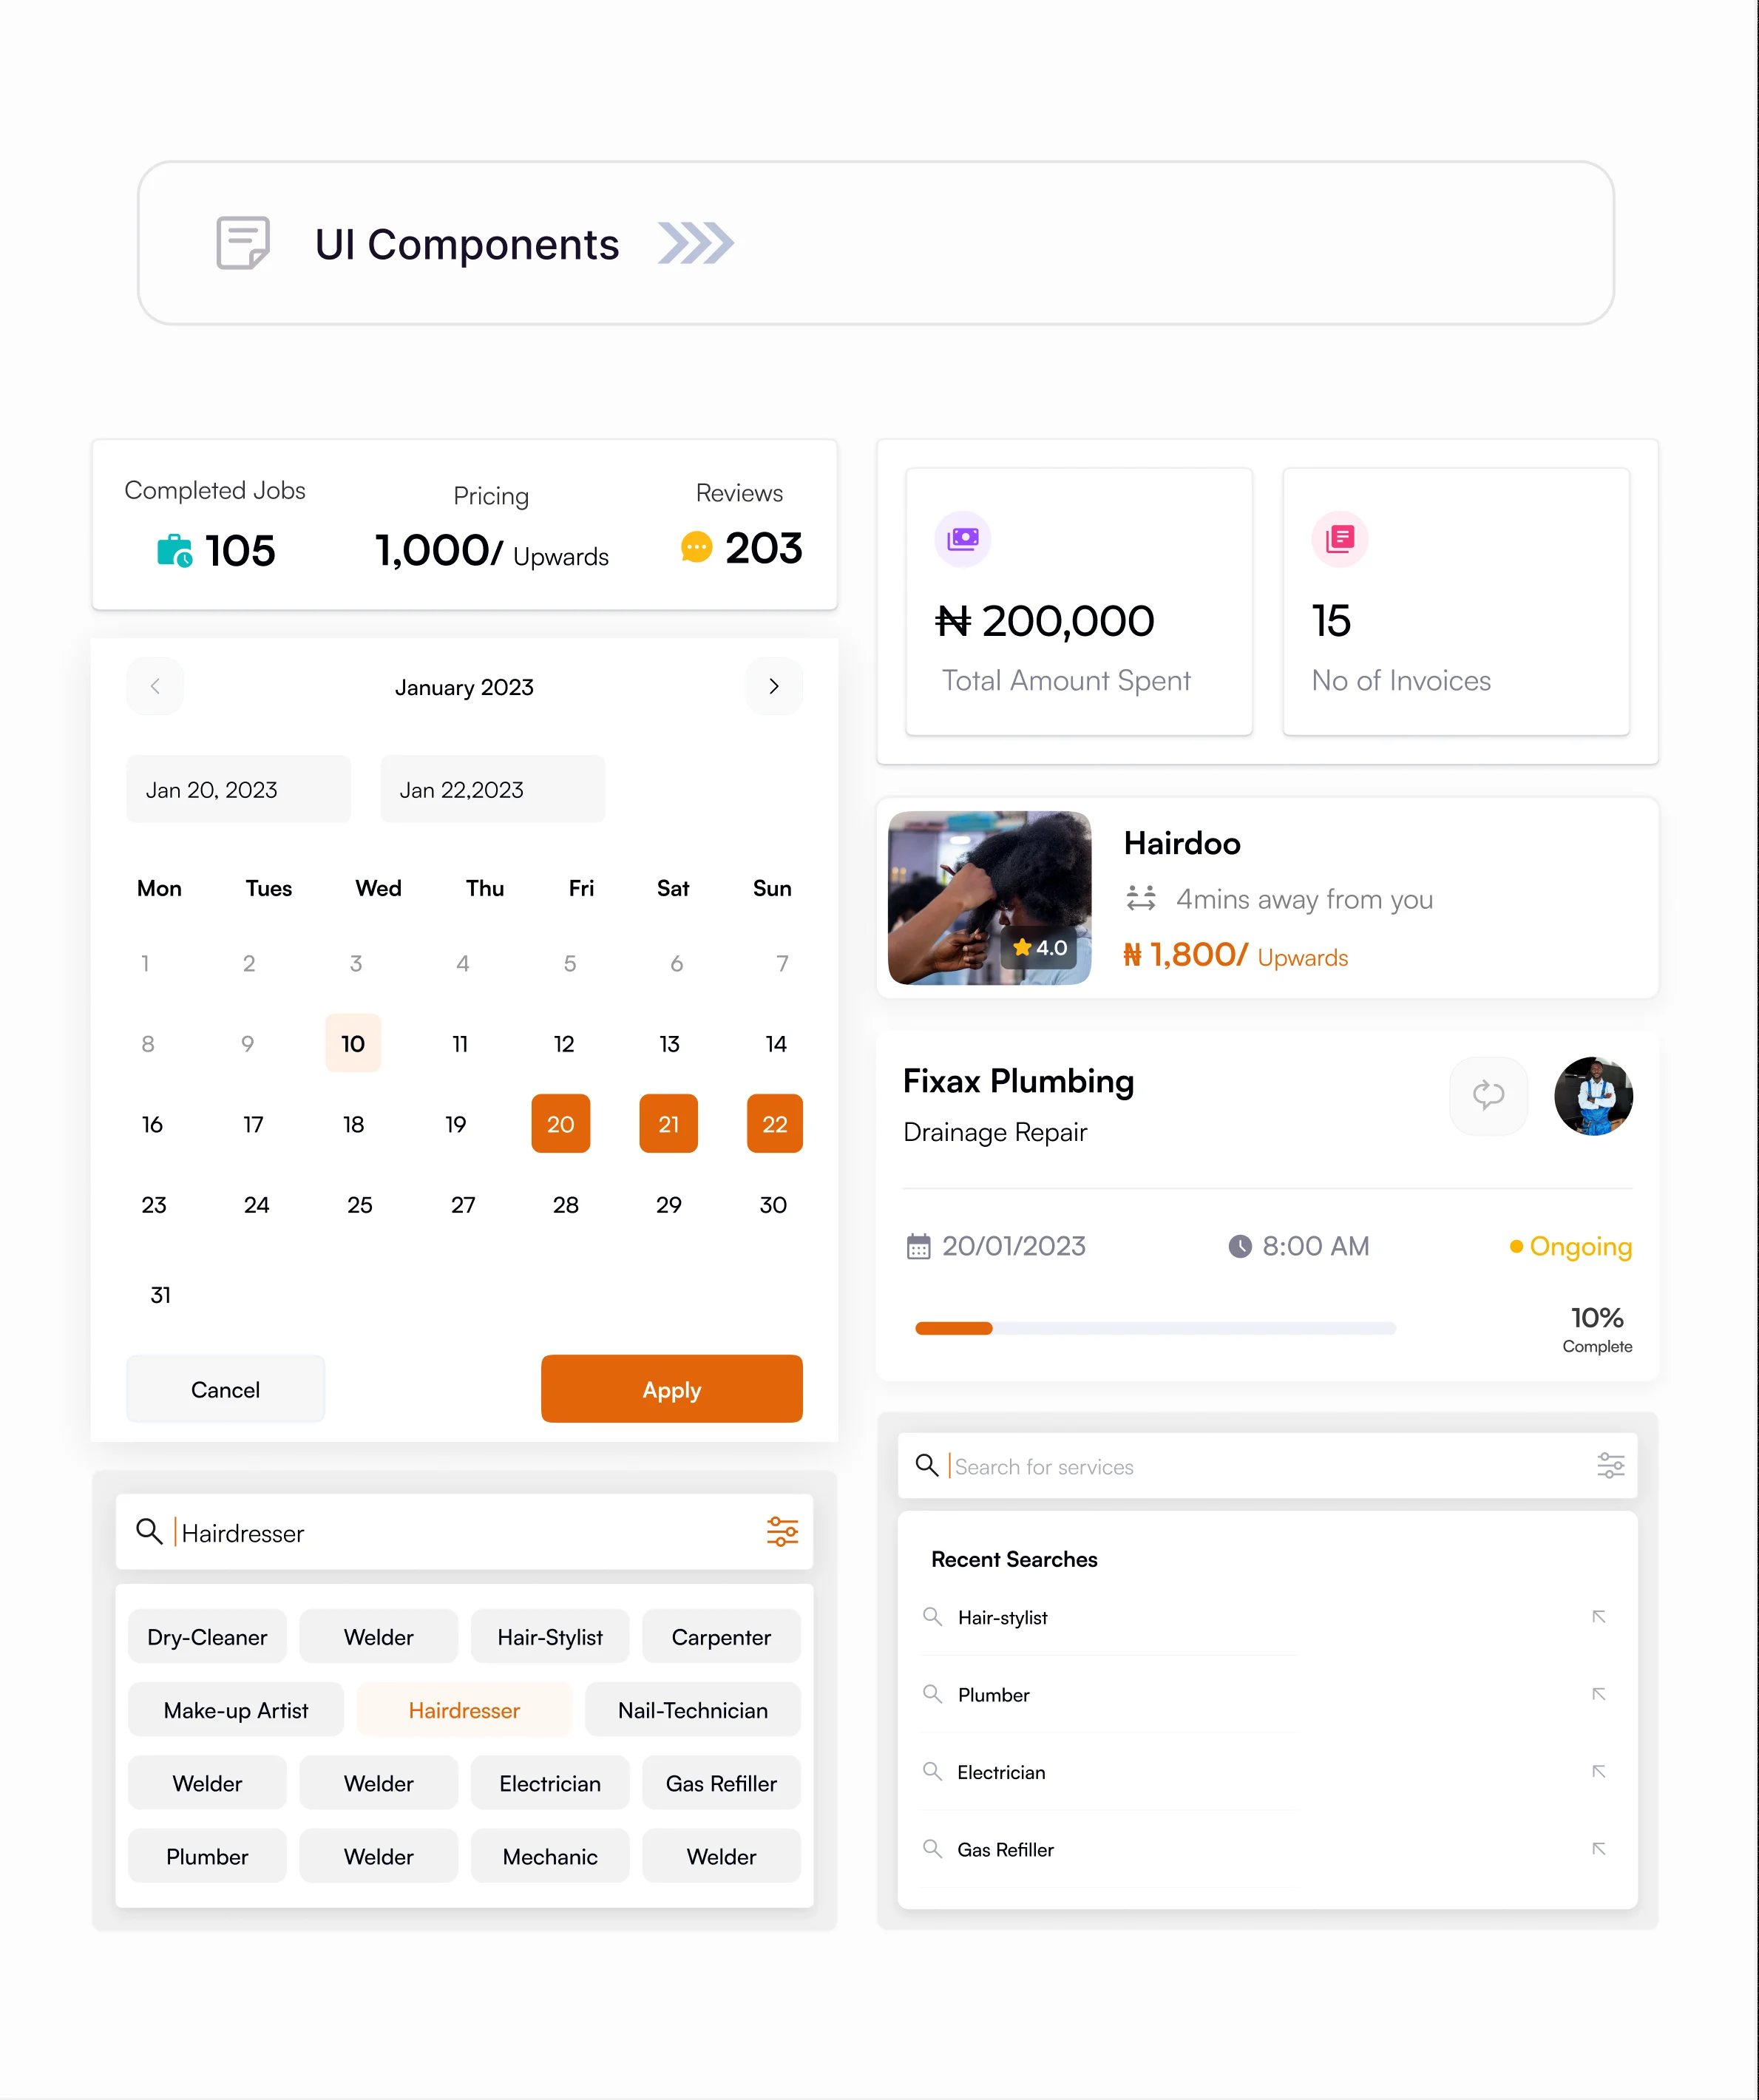 UI Components
Completed Jobs
105
Pricing
1,000/ Upwards
Reviews
203
January 2023
Jan 20, 2023
Jan 22,2023
Mon Tues Wed Thu Fri Sat Sun
1 2 3 4 5 6 7
8 9 10 11 12 13 14
16 17 18 19 20 21 22
23 24 25 27 28 29 30
31
Cancel
Apply
Hairdresser
Dry-Cleaner Welder Hair-Stylist Carpenter
Make-up Artist Hairdresser Nail-Technician
Welder Welder Electrician Gas Refiller
Plumber Welder Mechanic Welder
₦ 200,000
Total Amount Spent
15
No of Invoices
4.0
Hairdoo
4mins away from you
₦ 1,800/ Upwards
Fixax Plumbing
Drainage Repair
20/01/2023
8:00 AM
Ongoing
10%
Complete
Search for services
Recent Searches
Hair-stylist
Plumber
Electrician
Gas Refiller